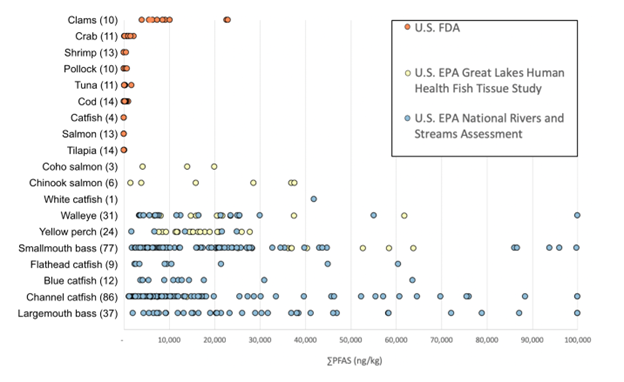 Clams (10)
Crab (11)
Shrimp (13)
Pollock (10)
Tuna (11)
Cod (14)
Catfish (4)
Salmon (13)
Tilapia (14)
Coho salmon (3)
Chinook salmon (6)
White catfish (1)
Walleye (31)
Yellow perch (24)
Smallmouth bass (77)
Flathead catfish (9)
Blue catfish (12)
Channel catfish (86)
Largemouth bass (37)
U.S. FDA
U.S. EPA Great Lakes Human
Health Fish Tissue Study
U.S. EPA National Rivers and
Streams Assessment
- 10,000 20,000 30,000 40,000 50,000 60,000 70,000 80,000 90,000 100,000
∑PFAS (ng/kg)